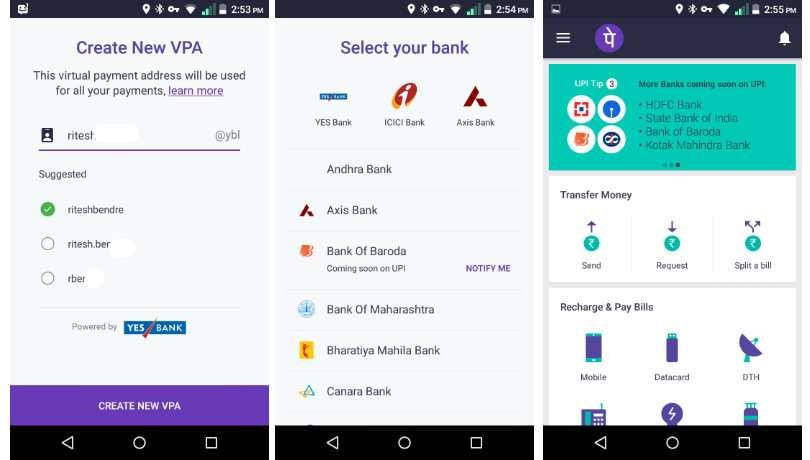 2:53 PM
Create New VPA
This virtual payment address will be used
for all your payments, learn more
ritesh
@ybl
Suggested
riteshbendre
ritesh.ber
rber
Powered by YES BANK
CREATE NEW VPA
2:54 PM
Select your bank
YES BANK
YES Bank
ICICI Bank
Axis Bank
Andhra Bank
Axis Bank
Bank Of Baroda
Coming soon on UPI
NOTIFY ME
Bank Of Maharashtra
Bharatiya Mahila Bank
Canara Bank
2:55 PM
पे
UPI Tip 3
More Banks coming soon on UPI:
• HDFC Bank
• State Bank of India
• Bank of Baroda
• Kotak Mahindra Bank
Transfer Money
₹ ₹ ₹
Send Request Split a bill
Recharge & Pay Bills
Mobile Datacard DTH